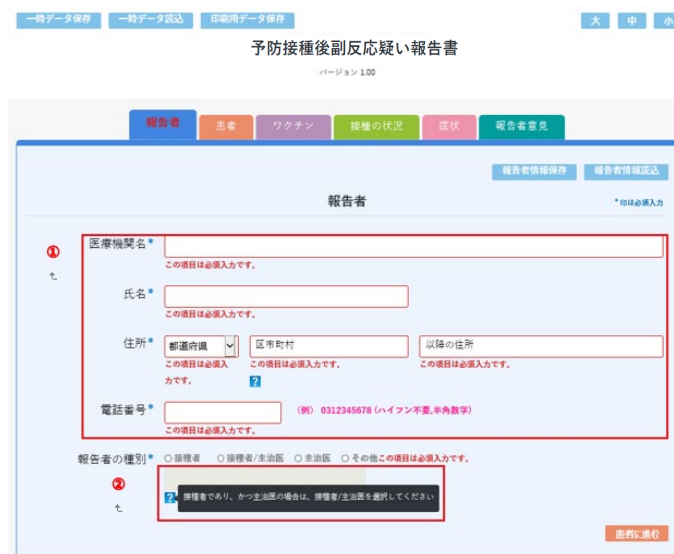 一時データ保存 一時データ読込 印刷用データ保存 大 中 小
予防接種後副反応疑い報告書
バージョン 1.00
報告者 患者 ワクチン 接種の状況 症状 報告者意見
報告者情報保存 報告者情報読込
報告者 *印は必須入力
① 医療機関名*
この項目は必須入力です。
氏名*
この項目は必須入力です。
住所* 都道府県 区市町村 以降の住所
この項目は必須入力です。 この項目は必須入力です。 この項目は必須入力です。
?
電話番号* (例) 0312345678 (ハイフン不要,半角数字)
この項目は必須入力です。
報告者の種別* 接種者 接種者/主治医 主治医 その他 この項目は必須入力です。
② ? 接種者であり、かつ主治医の場合は、接種者/主治医を選択してください
患者に進む